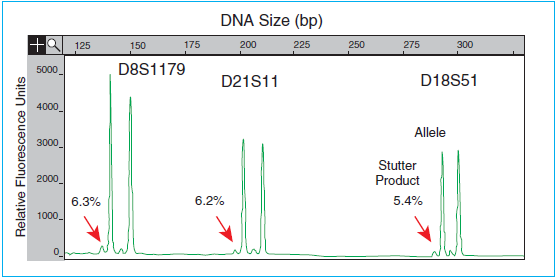 DNA Size (bp)
125 150 175 200 225 250 275 300
Relative Fluorescence Units
5000
4000
3000
2000
1000
0
D8S1179
D21S11
D18S51
Allele
Stutter
Product
6.3%
6.2%
5.4%